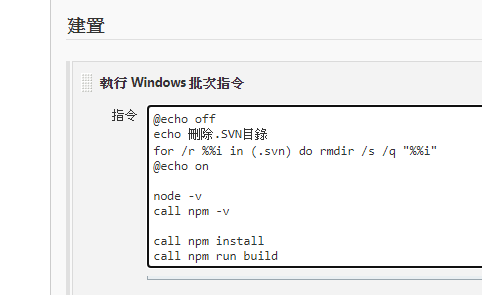 建置
執行 Windows 批次指令
指令
@echo off
echo 刪除.SVN目錄
for /r %%i in (.svn) do rmdir /s /q "%%i"
@echo on
node -v
call npm -v
call npm install
call npm run build